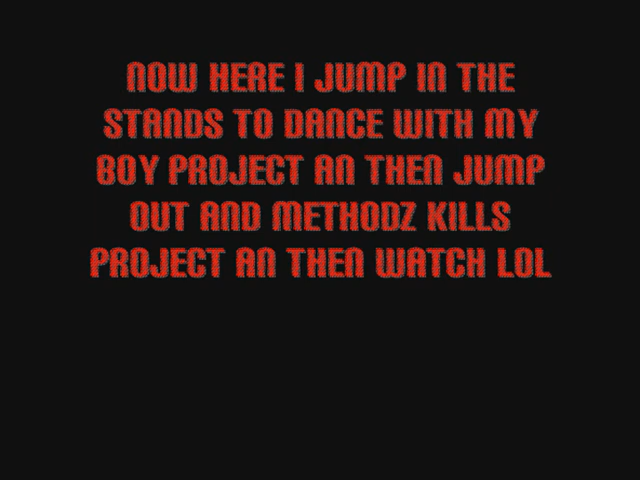 NOW HERE I JUMP IN THE
STANDS TO DANCE WITH MY
BOY PROJECT AN THEN JUMP
OUT AND METHODZ KILLS
PROJECT AN THEN WATCH LOL